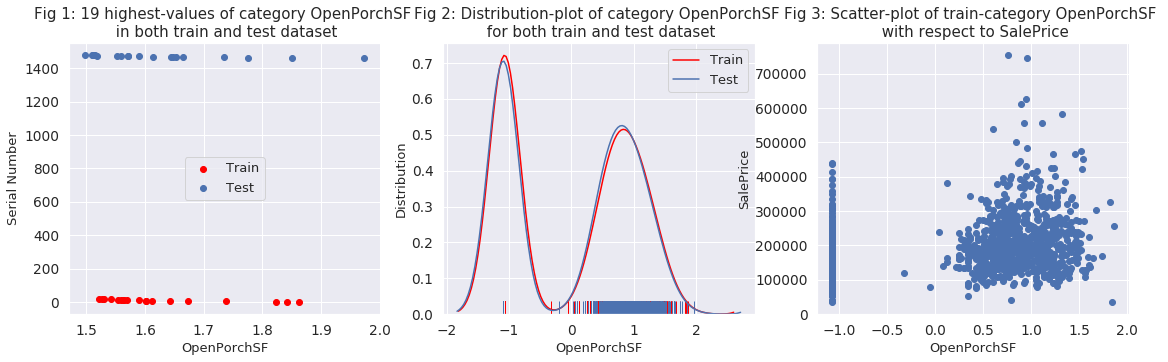 Fig 1: 19 highest-values of category OpenPorchSF
in both train and test dataset
1400
1200
1000
800
600
400
200
0
Serial Number
Train
Test
1.5 1.6 1.7 1.8 1.9 2.0
OpenPorchSF
Fig 2: Distribution-plot of category OpenPorchSF
for both train and test dataset
0.7
0.6
0.5
0.4
0.3
0.2
0.1
0.0
Distribution
Train
Test
−2 −1 0 1 2
OpenPorchSF
Fig 3: Scatter-plot of train-category OpenPorchSF
with respect to SalePrice
700000
600000
500000
400000
300000
200000
100000
0
SalePrice
−1.0 −0.5 0.0 0.5 1.0 1.5 2.0
OpenPorchSF